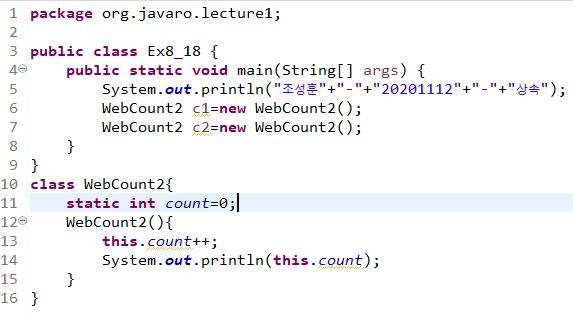 1 package org.javaro.lecture1;
2
3 public class Ex8_18 {
4 public static void main(String[] args) {
5 System.out.println("조성훈"+"-"+"20201112"+"-"+"상속");
6 WebCount2 c1=new WebCount2();
7 WebCount2 c2=new WebCount2();
8 }
9 }
10 class WebCount2{
11 static int count=0;
12 WebCount2(){
13 this.count++;
14 System.out.println(this.count);
15 }
16 }